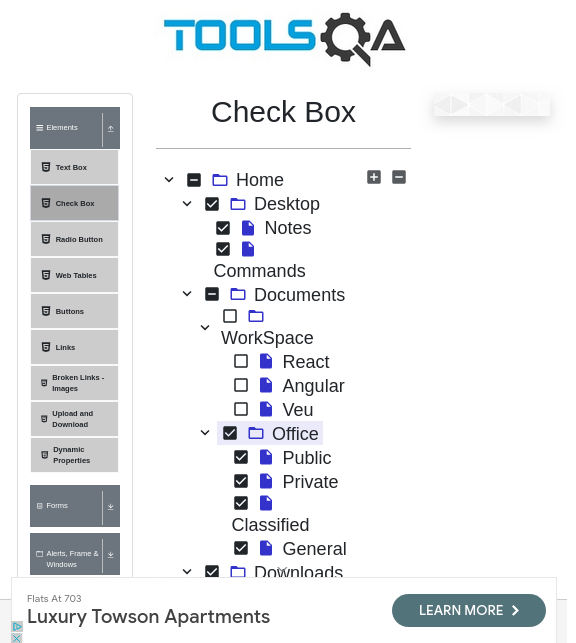 TOOLSQA
Elements
Text Box
Check Box
Radio Button
Web Tables
Buttons
Links
Broken Links -
Images
Upload and
Download
Dynamic
Properties
Forms
Alerts, Frame &
Windows
Check Box
Home
Desktop
Notes
Commands
Documents
WorkSpace
React
Angular
Veu
Office
Public
Private
Classified
General
Downloads
Flats At 703
Luxury Towson Apartments
LEARN MORE